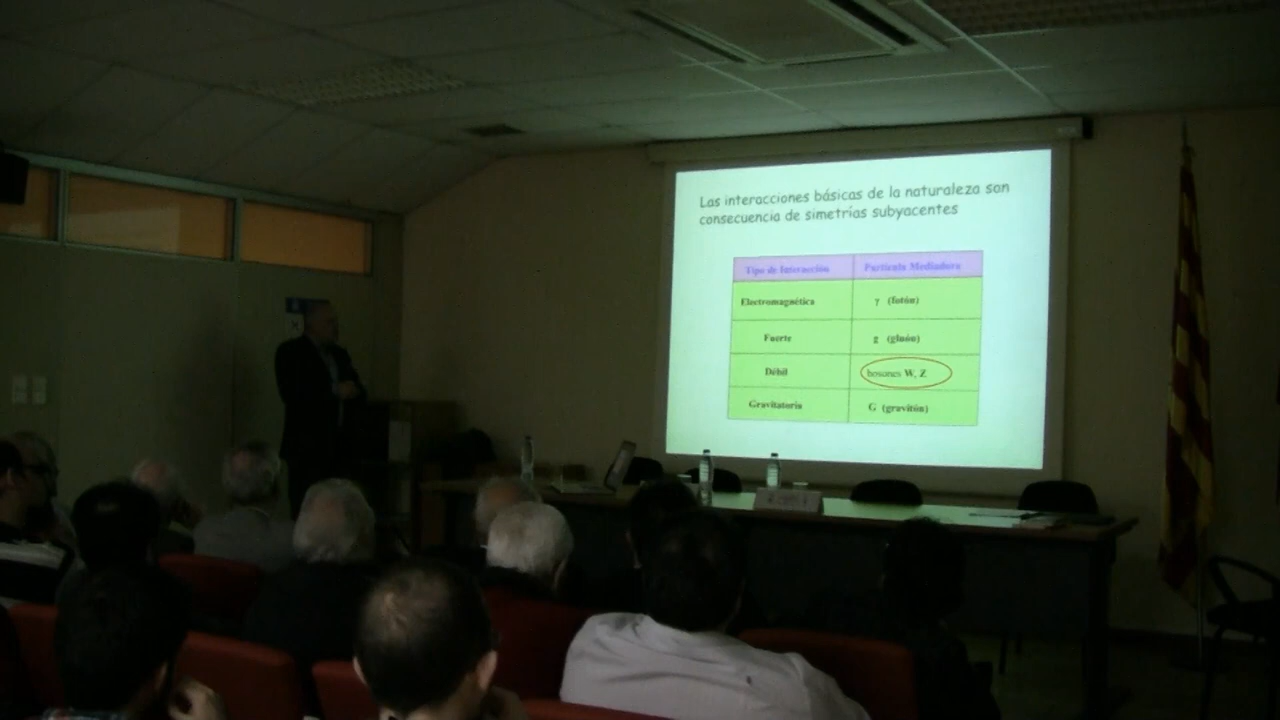 Las interacciones básicas de la naturaleza son
consecuencia de simetrías subyacentes
Tipo de Interacción Partícula Mediadora
Electromagnética γ (fotón)
Fuerte g (gluón)
Débil bosones W, Z
Gravitatoria G (gravitón)